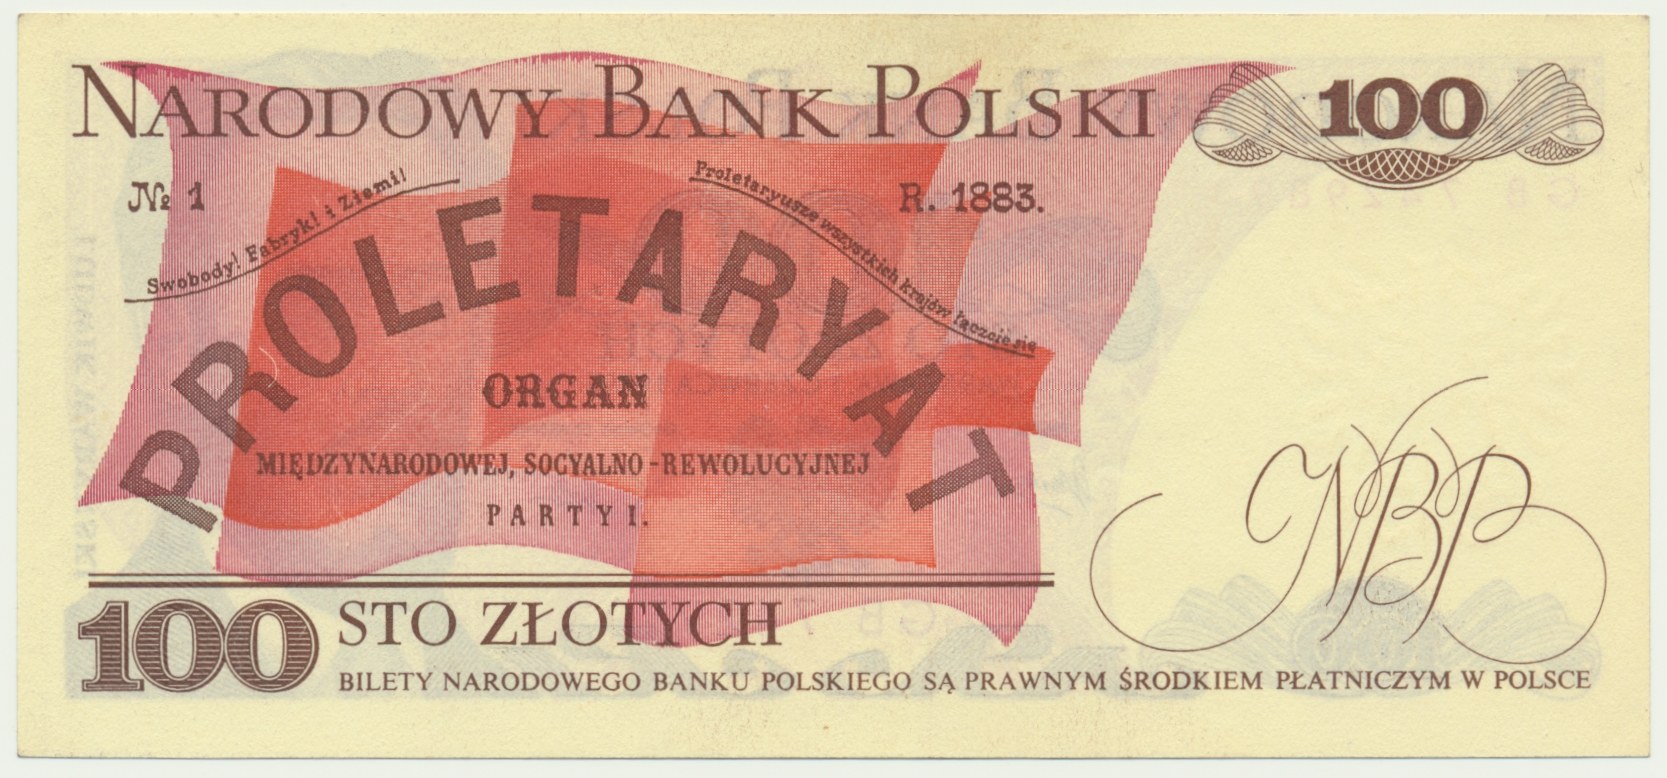 NARODOWY BANK POLSKI
100
№ 1
R. 1883.
Swobody! Fabryk! i Ziemi!
Proletaryusze wszystkich krajów łączcie się
PROLETARYAT
ORGAN
MIĘDZYNARODOWEJ, SOCYALNO-REWOLUCYJNEJ
PARTYI.
NBP
100 STO ZŁOTYCH
BILETY NARODOWEGO BANKU POLSKIEGO SĄ PRAWNYM ŚRODKIEM PŁATNICZYM W POLSCE